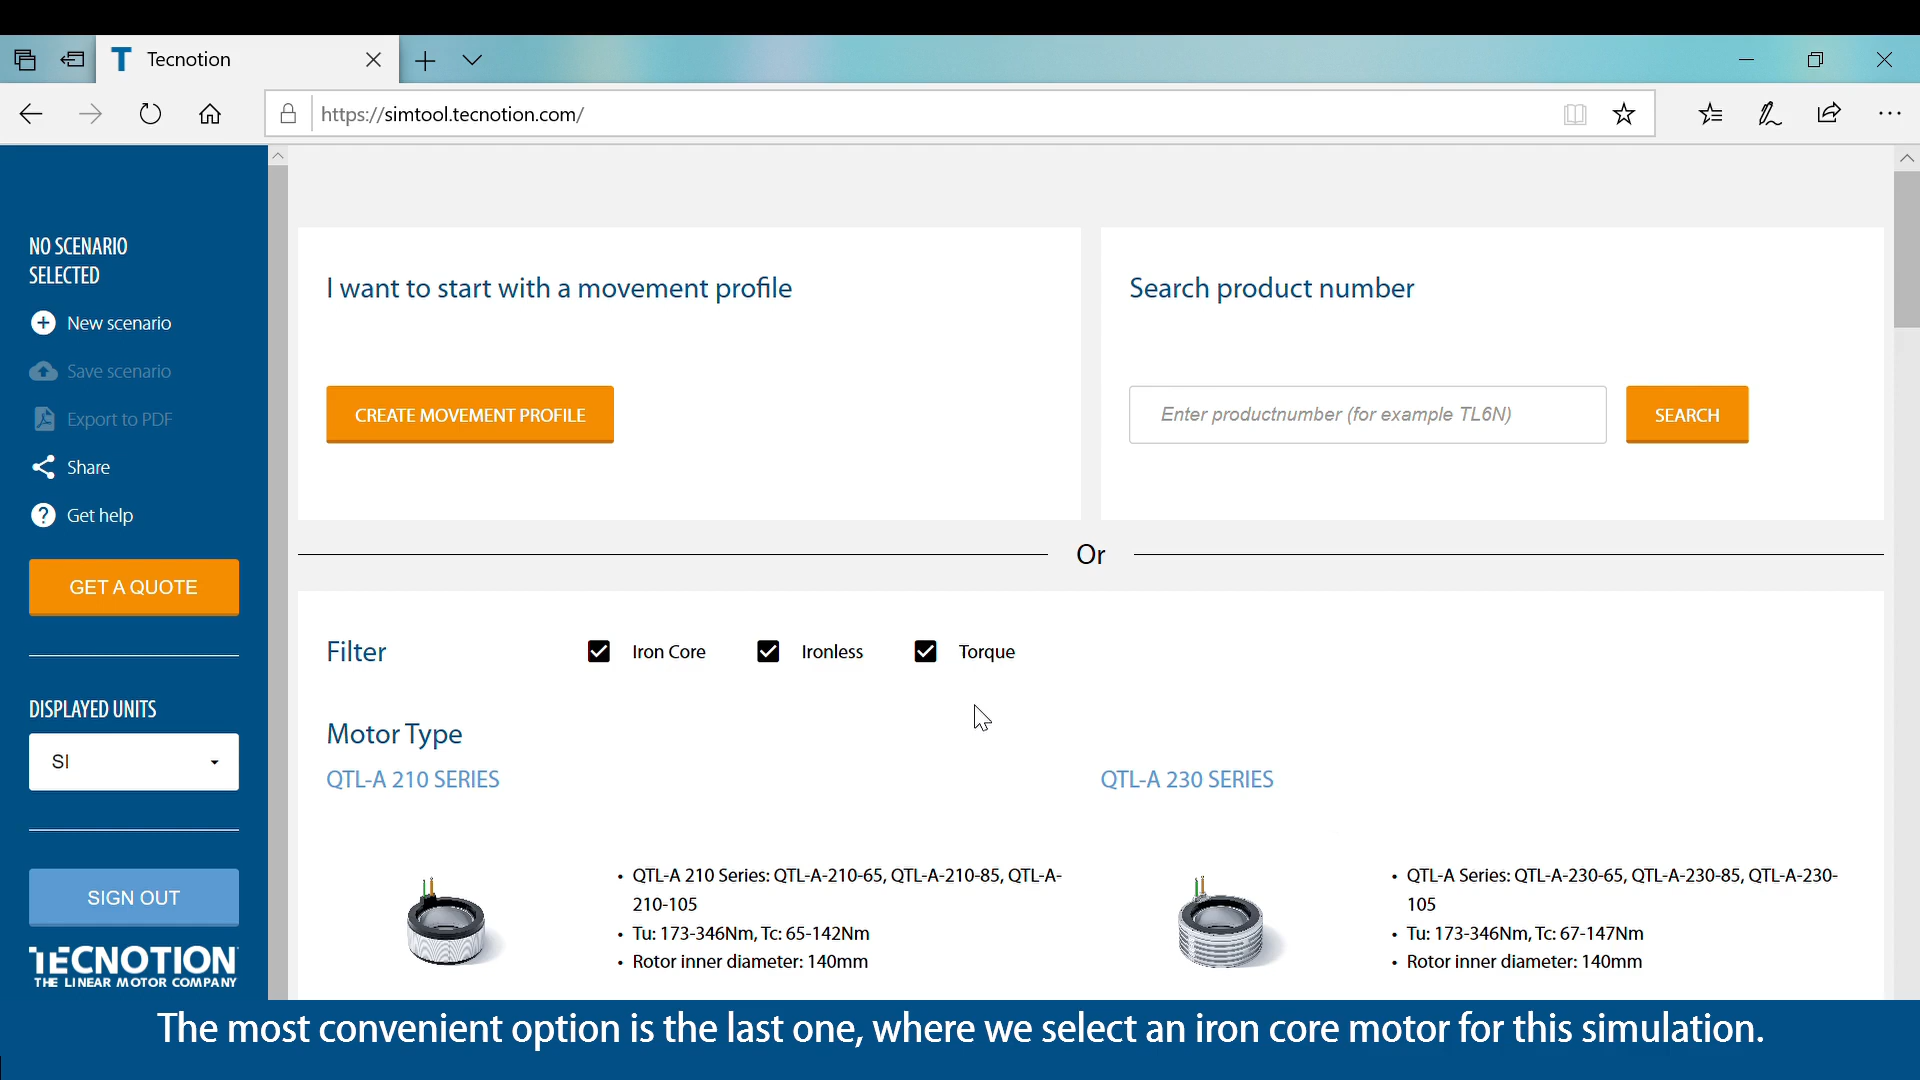 Tecnotion
https://simtool.tecnotion.com/
NO SCENARIO
SELECTED
New scenario
Save scenario
Export to PDF
Share
Get help
GET A QUOTE
DISPLAYED UNITS
SI
SIGN OUT
TECNOTION
THE LINEAR MOTOR COMPANY
I want to start with a movement profile
CREATE MOVEMENT PROFILE
Search product number
Enter productnumber (for example TL6N)
SEARCH
Or
Filter
Iron Core
Ironless
Torque
Motor Type
QTL-A 210 SERIES
• QTL-A 210 Series: QTL-A-210-65, QTL-A-210-85, QTL-A-
210-105
• Tu: 173-346Nm, Tc: 65-142Nm
• Rotor inner diameter: 140mm
QTL-A 230 SERIES
• QTL-A Series: QTL-A-230-65, QTL-A-230-85, QTL-A-230-
105
• Tu: 173-346Nm, Tc: 67-147Nm
• Rotor inner diameter: 140mm
The most convenient option is the last one, where we select an iron core motor for this simulation.